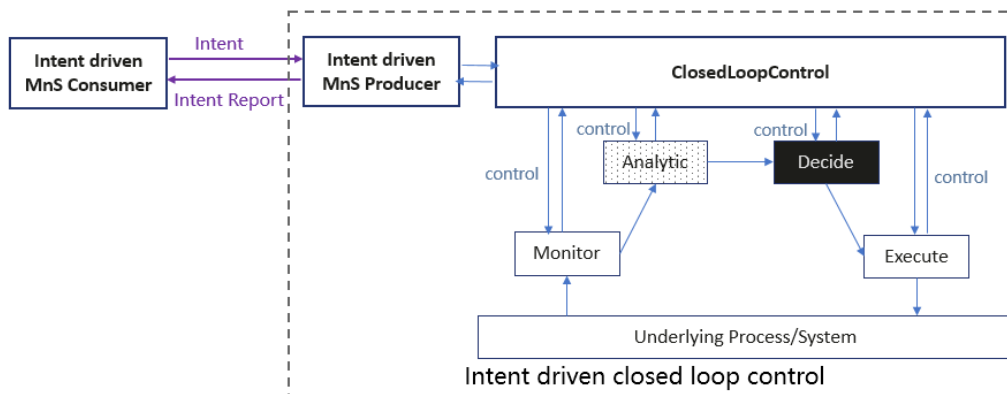 Intent driven
MnS Consumer
Intent
Intent Report
Intent driven
MnS Producer
ClosedLoopControl
control
control
control
control
Analytic
Decide
Monitor
Execute
Underlying Process/System
Intent driven closed loop control